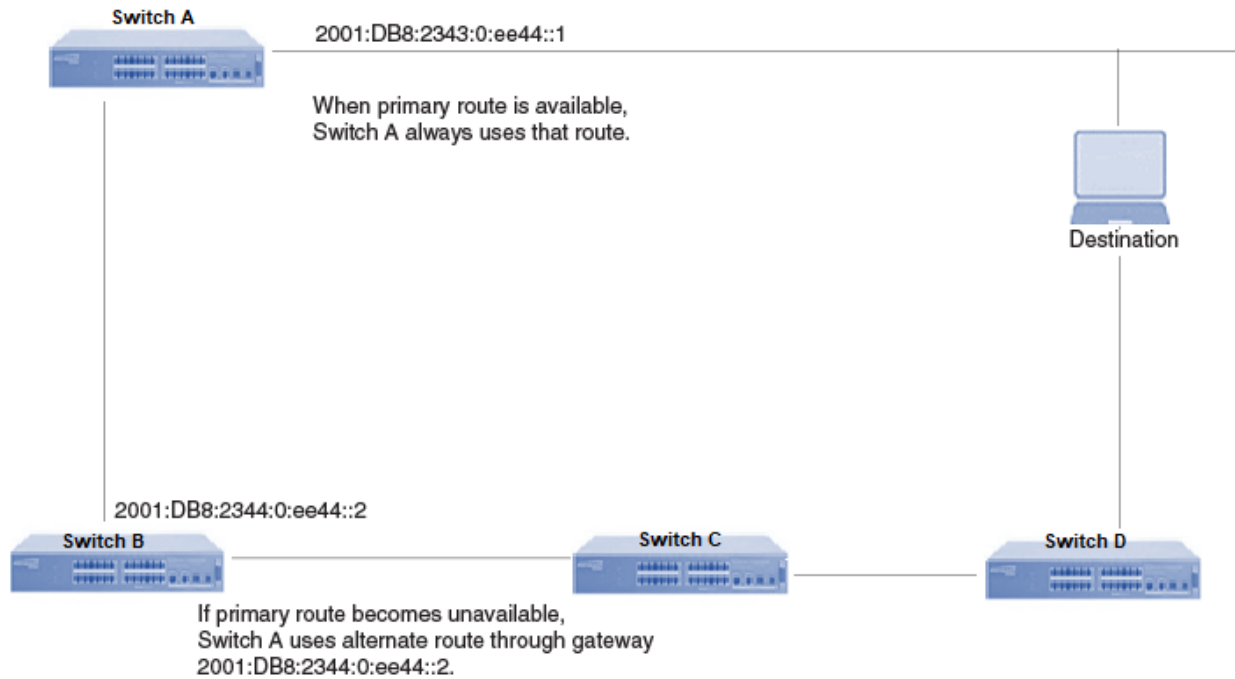 Switch A
2001:DB8:2343:0:ee44::1
When primary route is available,
Switch A always uses that route.
Destination
2001:DB8:2344:0:ee44::2
Switch B
Switch C
Switch D
If primary route becomes unavailable,
Switch A uses alternate route through gateway
2001:DB8:2344:0:ee44::2.